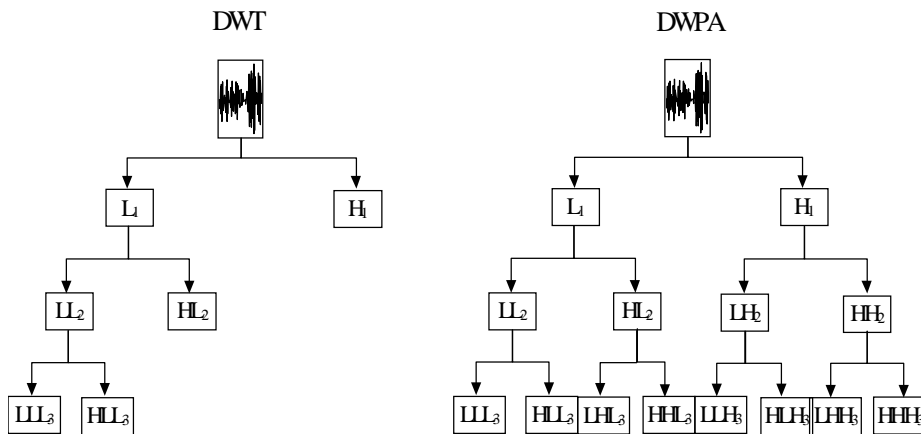 DWT DWPA
L₁ H₁ L₁ H₁
LL₂ HL₂ LL₂ HL₂ LH₂ HH₂
LLL₃ HLL₃ LLL₃ HLL₃ LHL₃ HHL₃ LLH₃ HLH₃ LHH₃ HHH₃